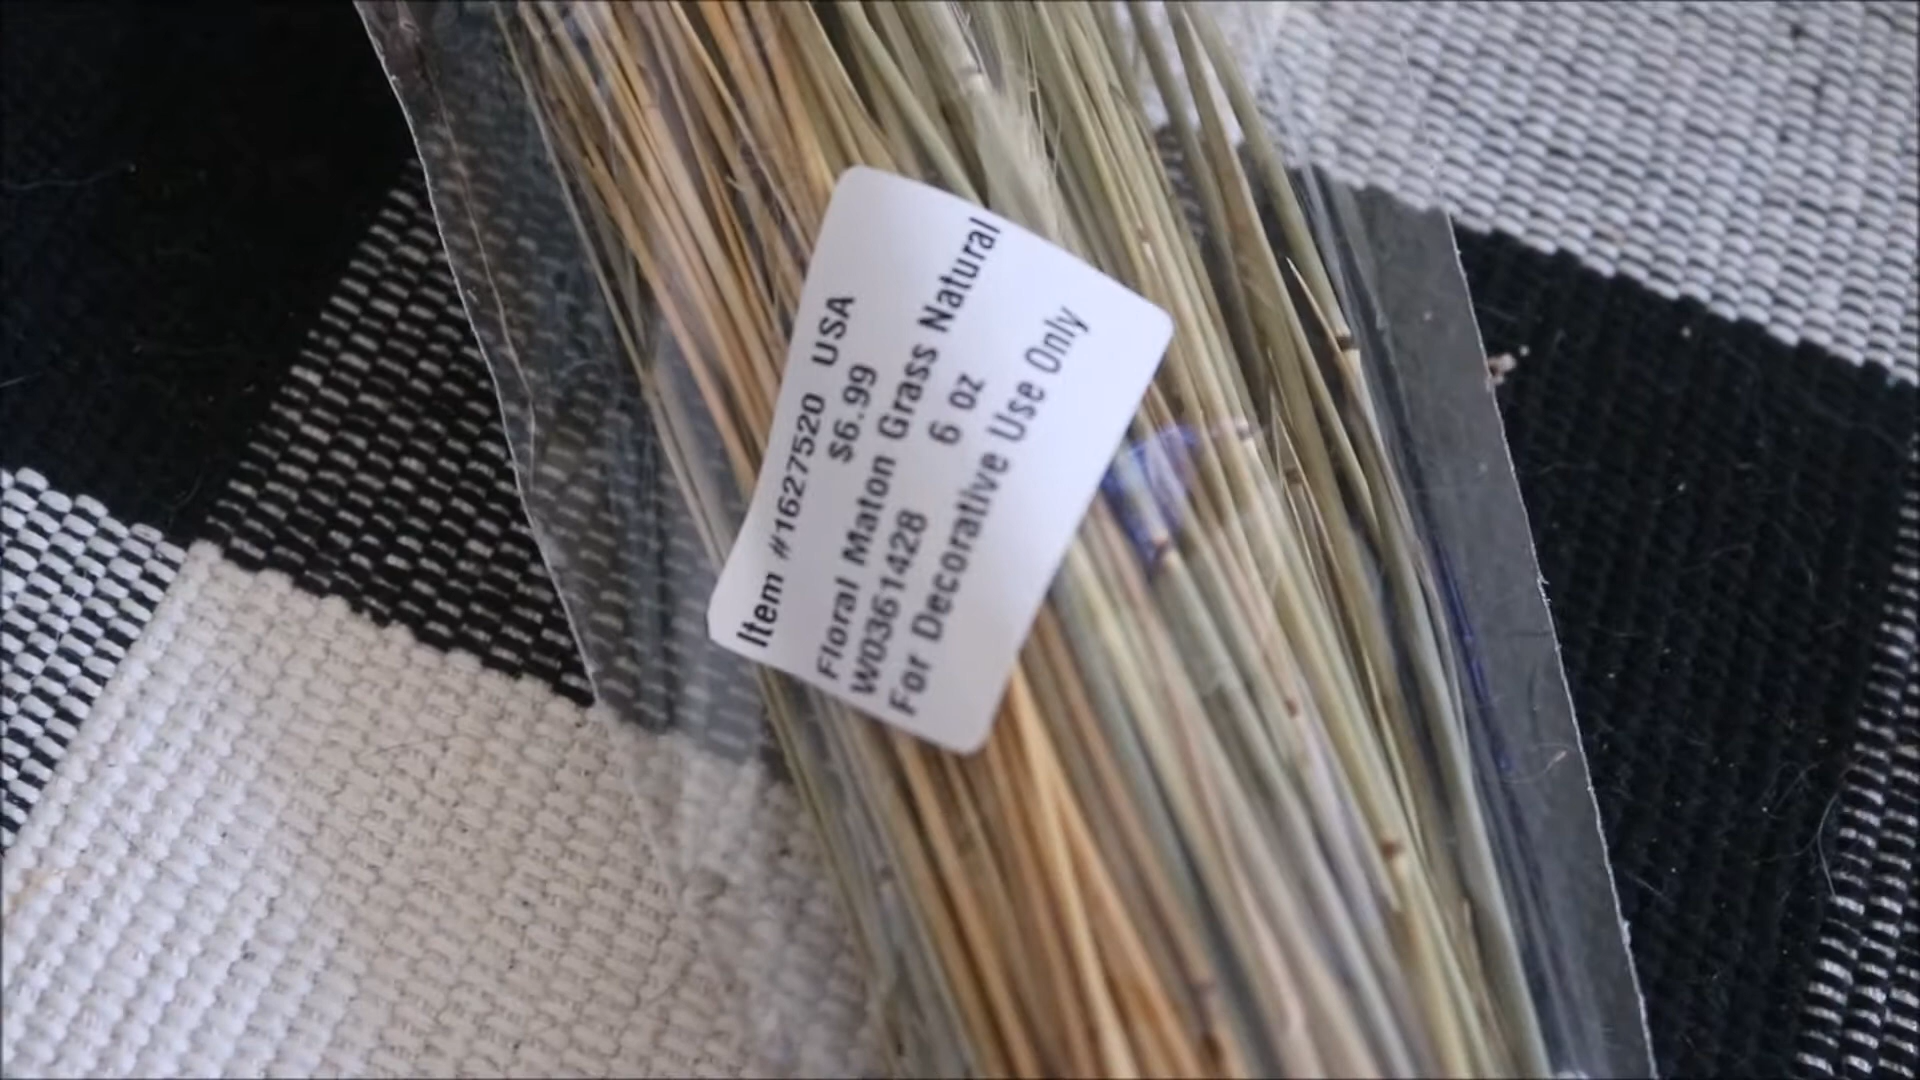 Item #1627520 USA
$6.99
Floral Maton Grass Natural
W0361428 6 oz
For Decorative Use Only